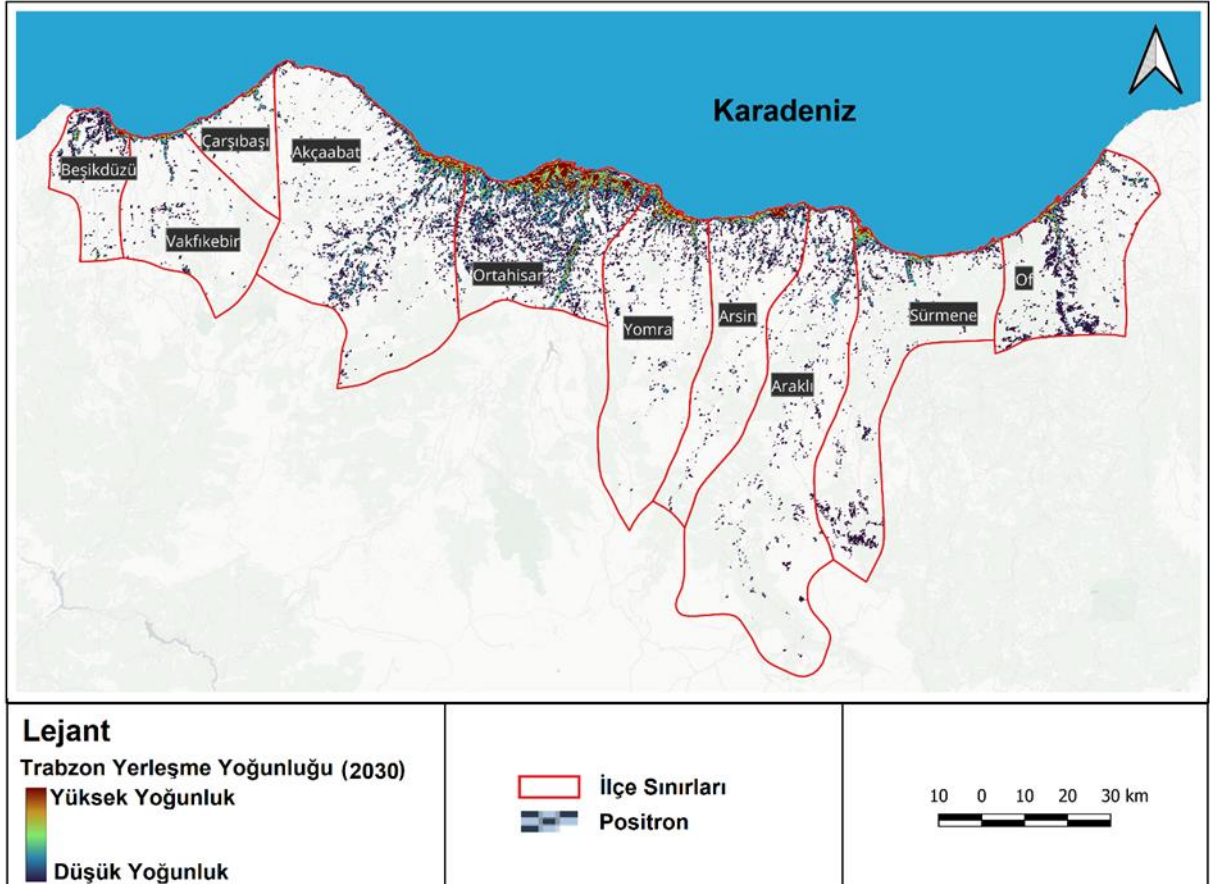 Karadeniz
Çarşıbaşı
Akçaabat
Beşikdüzü
Vakfıkebir
Ortahisar
Of
Yomra
Arsin
Sürmene
Araklı
Lejant
Trabzon Yerleşme Yoğunluğu (2030)
Yüksek Yoğunluk
Düşük Yoğunluk
İlçe Sınırları
Positron
10 0 10 20 30 km